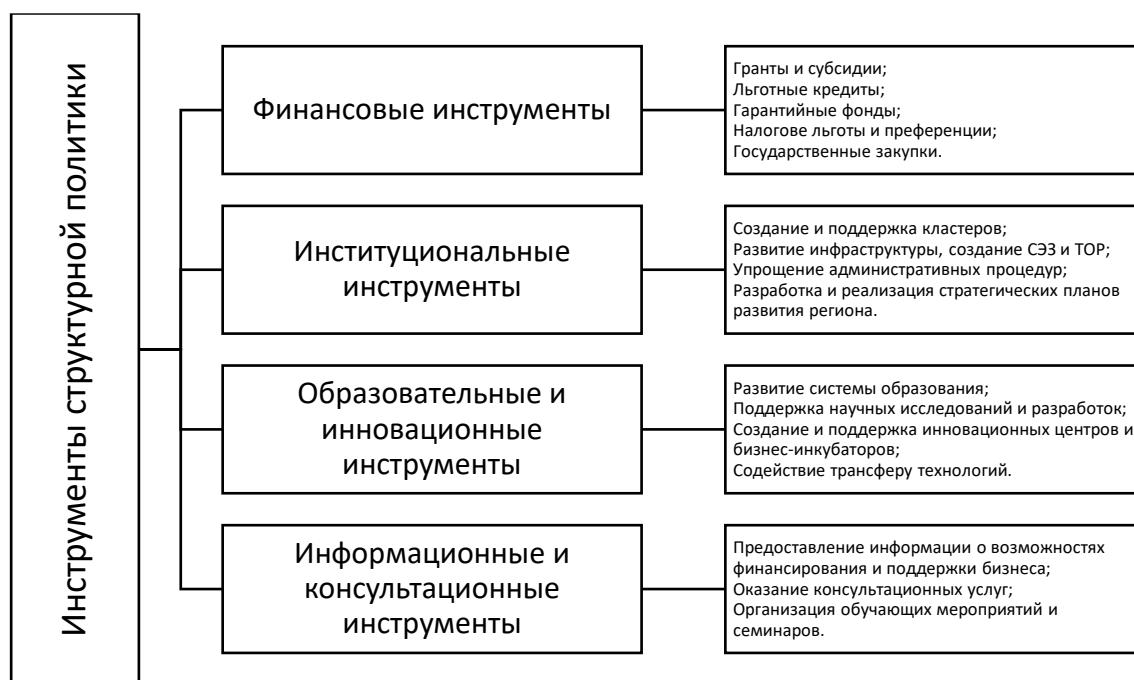 Инструменты структурной политики
Финансовые инструменты
Гранты и субсидии;
Льготные кредиты;
Гарантийные фонды;
Налогове льготы и преференции;
Государственные закупки.
Институциональные
инструменты
Создание и поддержка кластеров;
Развитие инфраструктуры, создание СЭЗ и ТОР;
Упрощение административных процедур;
Разработка и реализация стратегических планов
развития региона.
Образовательные и
инновационные
инструменты
Развитие системы образования;
Поддержка научных исследований и разработок;
Создание и поддержка инновационных центров и
бизнес-инкубаторов;
Содействие трансферу технологий.
Информационные и
консультационные
инструменты
Предоставление информации о возможностях
финансирования и поддержки бизнеса;
Оказание консультационных услуг;
Организация обучающих мероприятий и
семинаров.